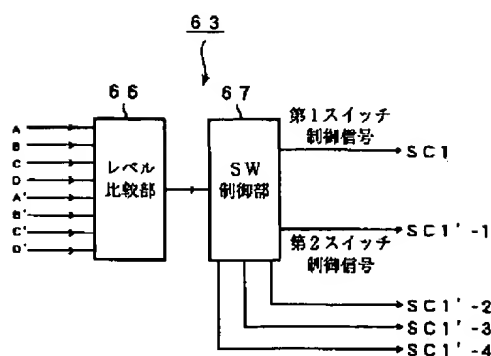 63
66
67
A
B
C
D
A'
B'
C'
D'
レベル
比較部
SW
制御部
第1スイッチ
制御信号
SC1
SC1'-1
第2スイッチ
制御信号
SC1'-2
SC1'-3
SC1'-4